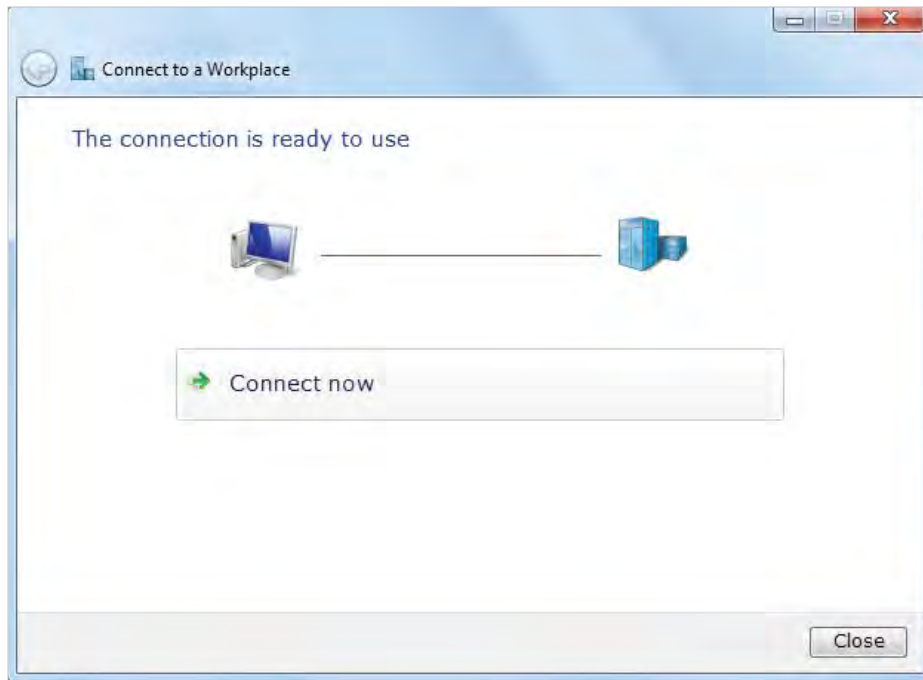 Connect to a Workplace
The connection is ready to use
Connect now
Close